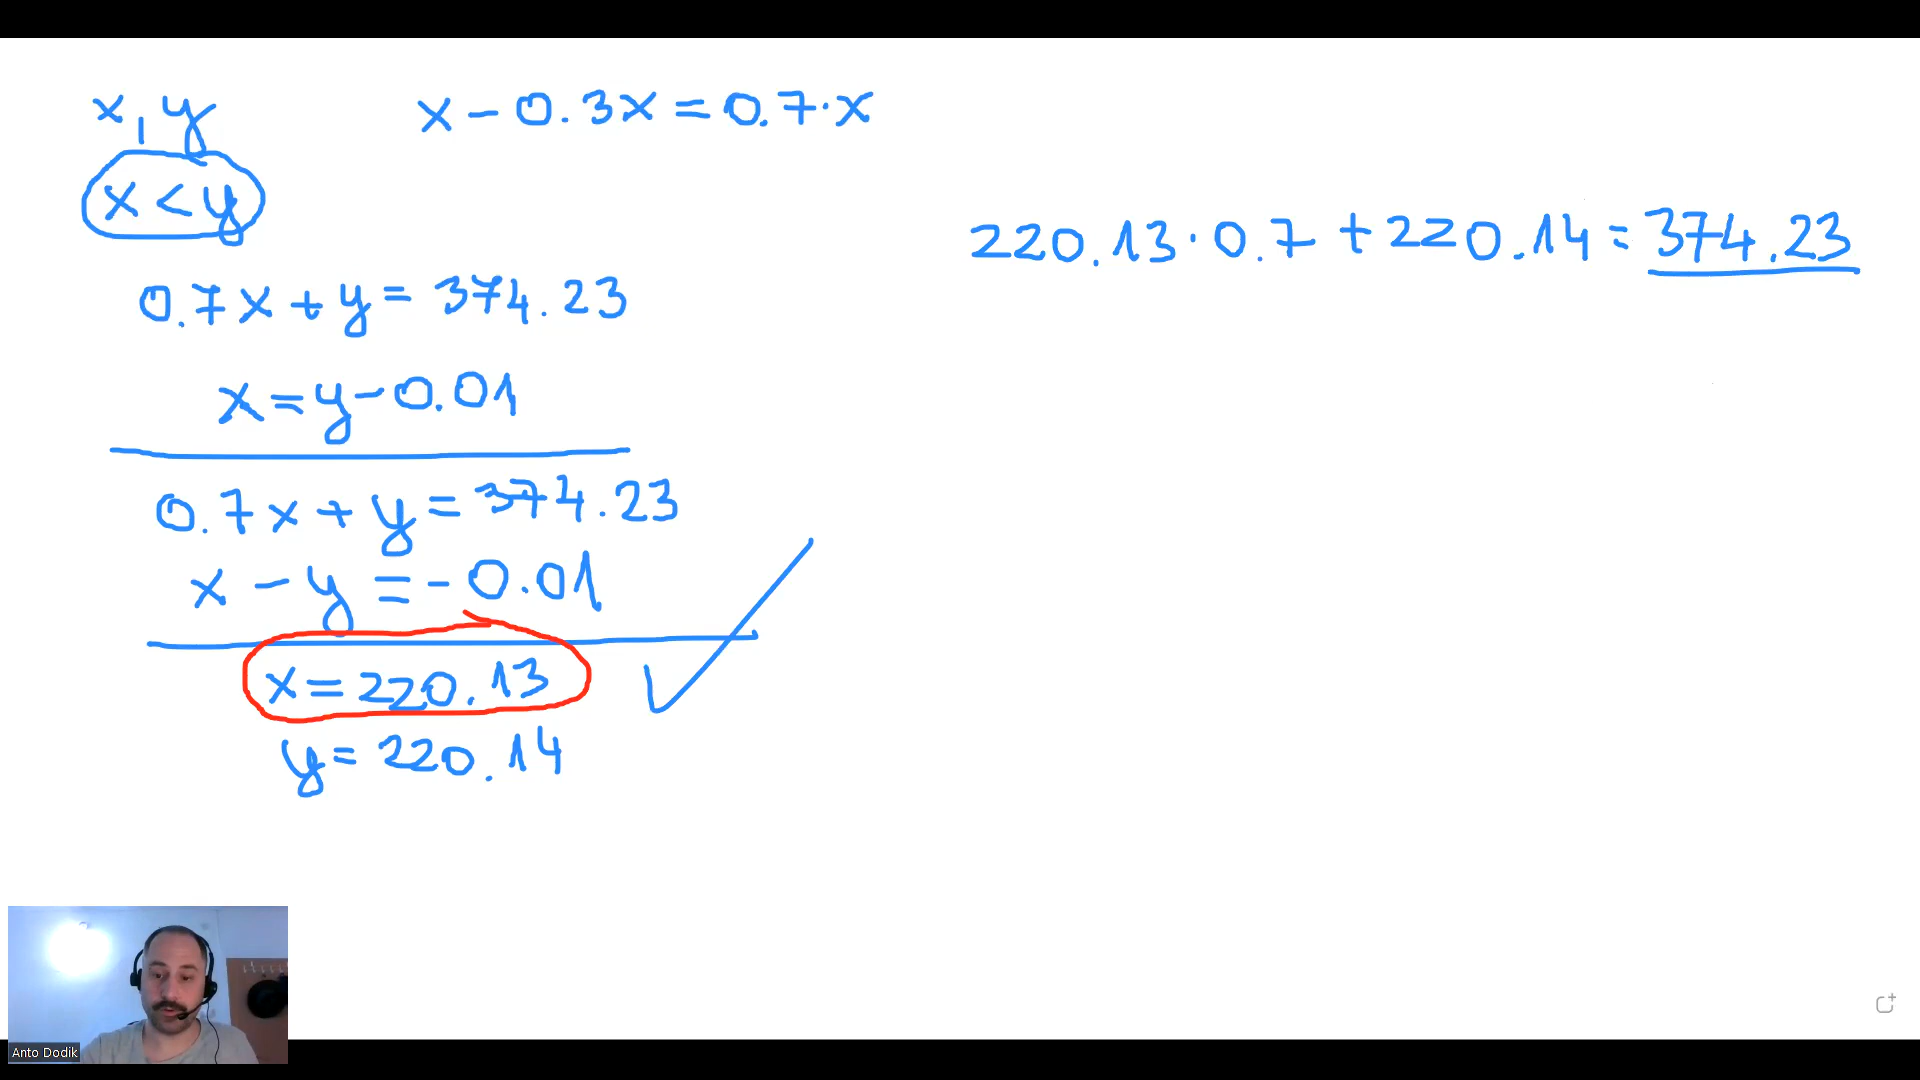 x, y
x - 0.3x = 0.7·x
x < y
220.13·0.7 + 220.14 = 374.23
0.7x + y = 374.23
x = y - 0.01
0.7x + y = 374.23
x - y = - 0.01
x = 220.13
y = 220.14
Anto Dodik